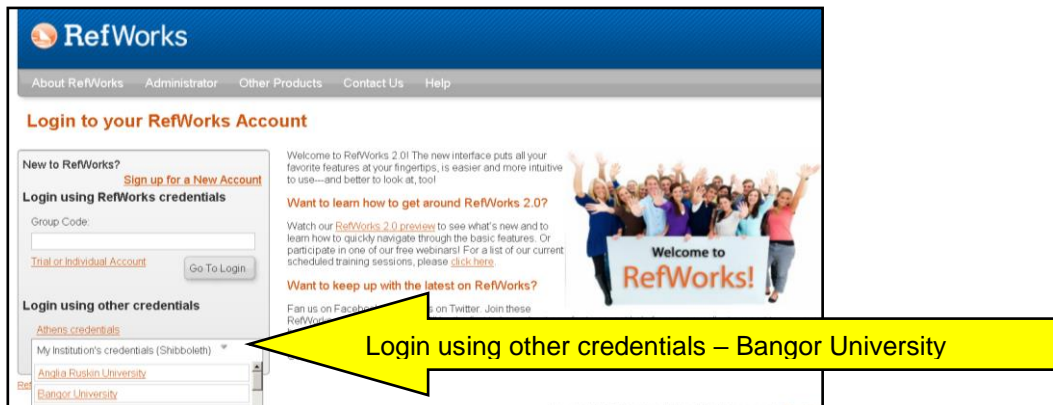 RefWorks
About RefWorks Administrator Other Products Contact Us Help
Login to your RefWorks Account
New to RefWorks?
Sign up for a New Account
Login using RefWorks credentials
Group Code:
Trial or Individual Account
Go To Login
Login using other credentials
Athens credentials
My Institution's credentials (Shibboleth)
Anglia Ruskin University
Bangor University
Welcome to RefWorks 2.0! The new interface puts all your
favorite features at your fingertips, is easier and more intuitive
to use---and better to look at, too!
Want to learn how to get around RefWorks 2.0?
Watch our RefWorks 2.0 preview to see what's new and to
learn how to quickly navigate through the basic features. Or
participate in one of our free webinars! For a list of our current
scheduled training sessions, please click here.
Want to keep up with the latest on RefWorks?
Fan us on Facebook s on Twitter. Join these
Welcome to
RefWorks!
Login using other credentials – Bangor University